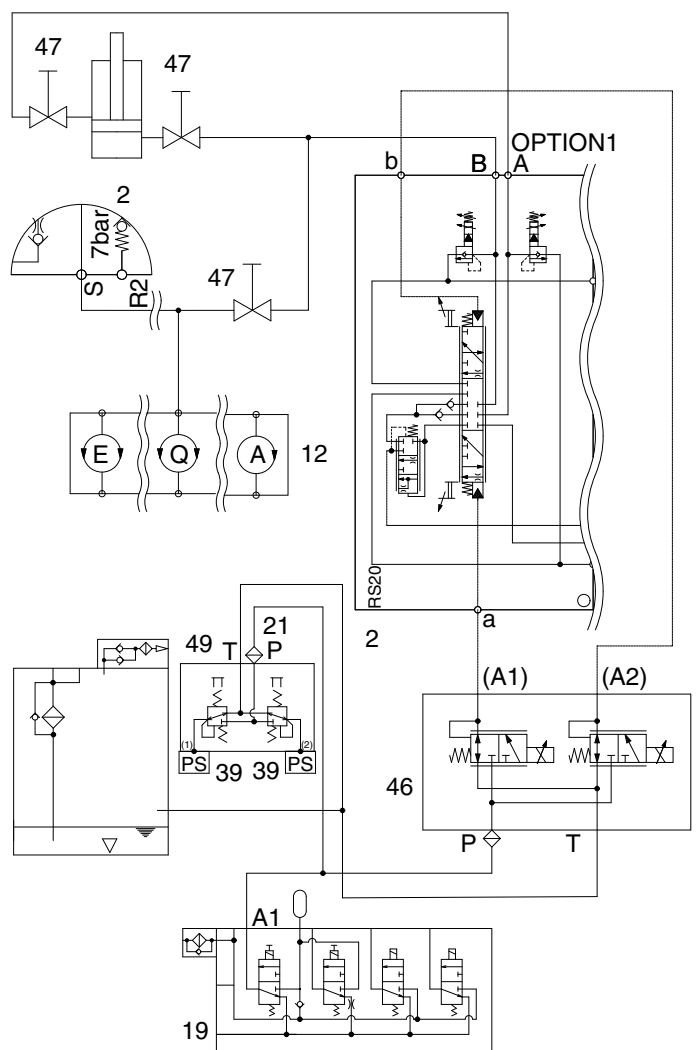 47
47
OPTION1
b
B
A
2
7bar
S
R2
47
E
Q
A
12
RS20
a
2
21
49
T
P
(A1)
(A2)
(1)
(2)
PS
39
39
PS
46
P
T
A1
19